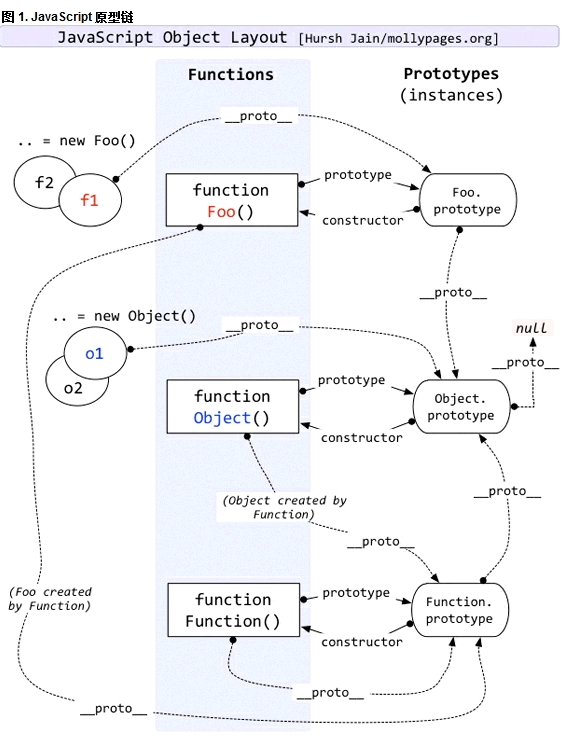 图 1. JavaScript 原型链
JavaScript Object Layout [Hursh Jain/mollypages.org]
Functions
Prototypes
(instances)
__proto__
.. = new Foo()
f2
f1
function
Foo()
prototype
constructor
Foo.
prototype
__proto__
.. = new Object()
__proto__
null
__proto__
o1
o2
function
Object()
prototype
constructor
Object.
prototype
(Object created by
Function)
__proto__
__proto__
(Foo created
by Function)
function
Function()
prototype
constructor
Function.
prototype
__proto__
__proto__